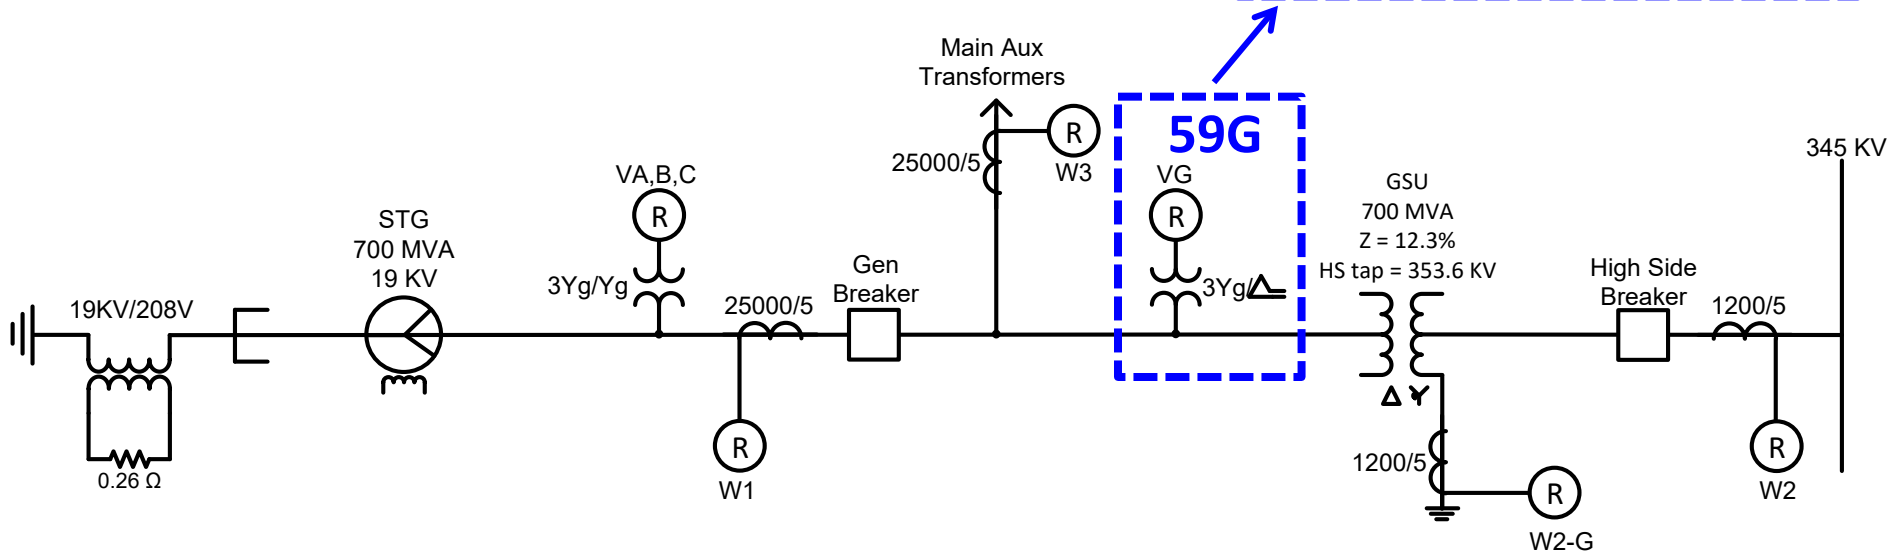 Main Aux
Transformers
R
25000/5
W3
59G
VG
R
3Yg/
345 KV
GSU
700 MVA
Z = 12.3%
HS tap = 353.6 KV
VA,B,C
R
3Yg/Yg
STG
700 MVA
19 KV
19KV/208V
0.26 Ω
25000/5
Gen
Breaker
R
W1
High Side
Breaker
1200/5
R
W2
1200/5
R
W2-G